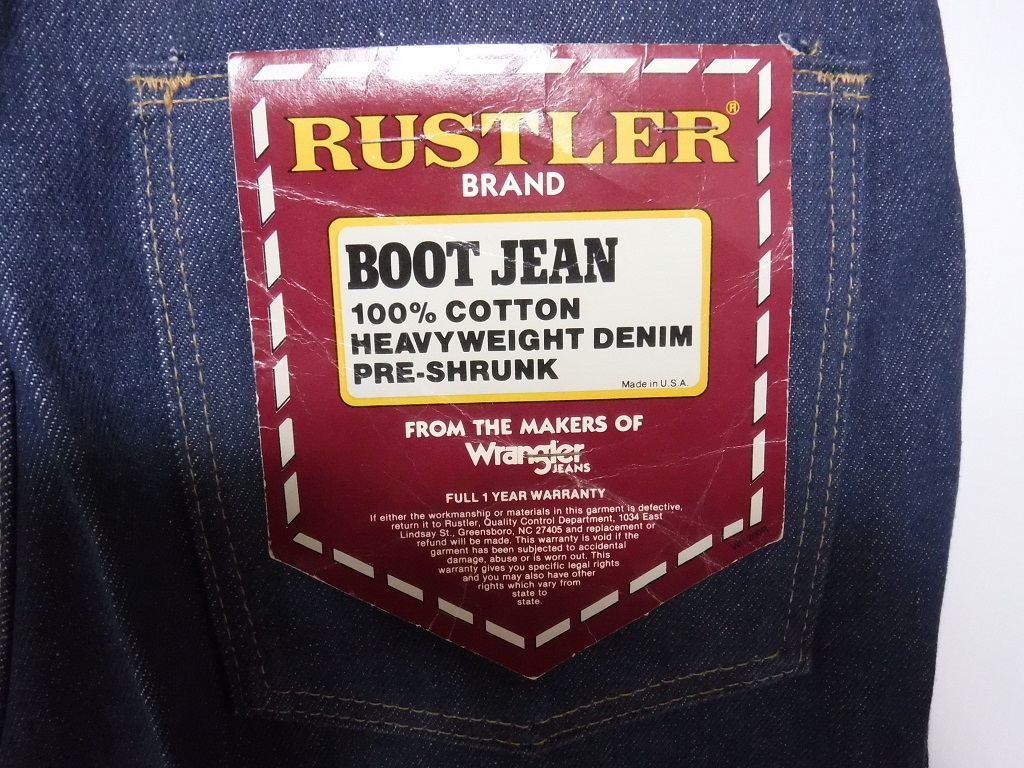 RUSTLER®
BRAND
BOOT JEAN
100% COTTON
HEAVYWEIGHT DENIM
PRE-SHRUNK
Made in U.S.A.
FROM THE MAKERS OF
Wrangler
JEANS
FULL 1 YEAR WARRANTY
If either the workmanship or materials in this garment is defective,
return it to Rustler, Quality Control Department, 1034 East
Lindsay St., Greensboro, NC 27405 and replacement or
refund will be made. This warranty is void if the
garment has been subjected to accidental
damage, abuse or is worn out. This
warranty gives you specific legal rights
and you may also have other
rights which vary from
state to
state.